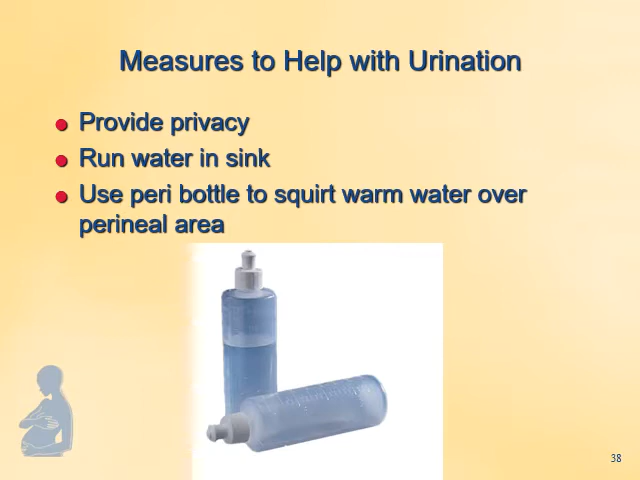 Measures to Help with Urination
Provide privacy
Run water in sink
Use peri bottle to squirt warm water over
perineal area
38